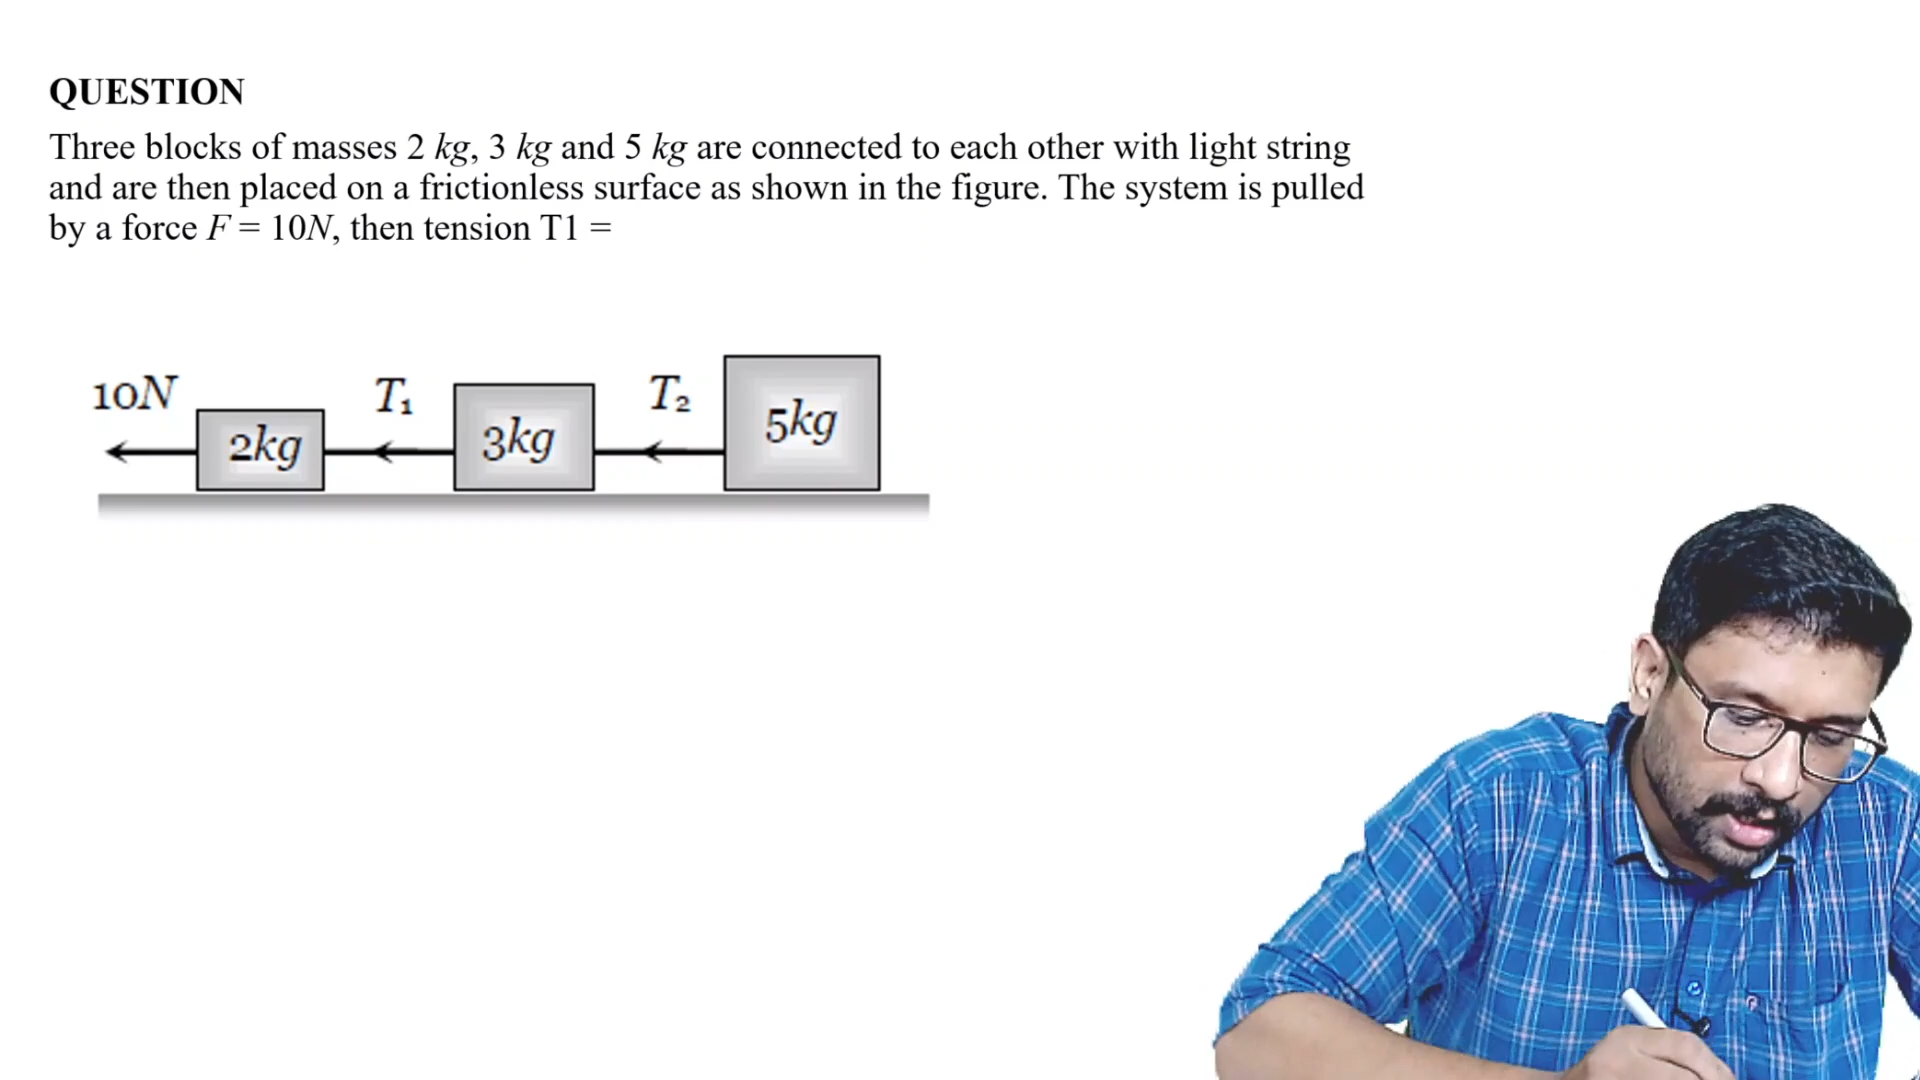 QUESTION
Three blocks of masses 2 kg, 3 kg and 5 kg are connected to each other with light string
and are then placed on a frictionless surface as shown in the figure. The system is pulled
by a force F = 10N, then tension T1 =
10N
T₁
T₂
2kg
3kg
5kg